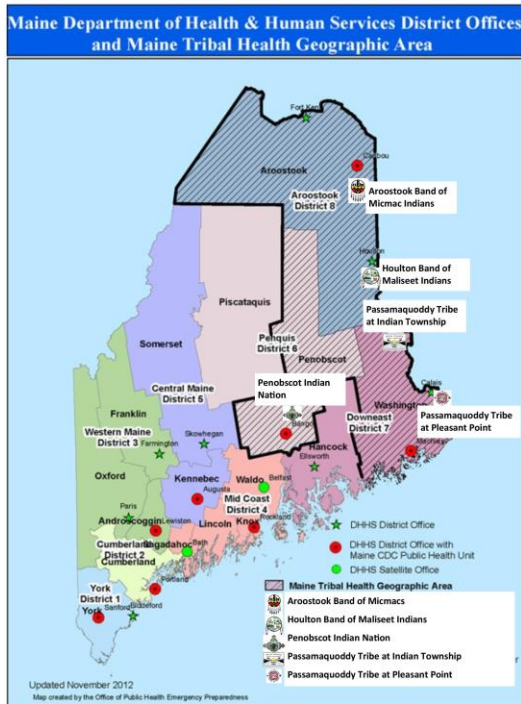 Maine Department of Health & Human Services District Offices
and Maine Tribal Health Geographic Area
Fort Kent
Caribou
Aroostook
Aroostook
District 8
Aroostook Band of
Micmac Indians
Houlton
Houlton Band of
Maliseet Indians
Piscataquis
Passamaquoddy Tribe
at Indian Township
Somerset
Penquis
District 6
Penobscot
Penobscot Indian
Nation
Central Maine
District 5
Calais
Washington
Franklin
Downeast
District 7
Passamaquoddy Tribe
at Pleasant Point
Western Maine
District 3
Skowhegan
Farmington
Hancock
Machias
Oxford
Ellsworth
Kennebec
Waldo
Belfast
Augusta
Mid Coast
District 4
Paris
Androscoggin
Lewiston
Lincoln
Knox
Rockland
DHHS District Office
Cumberland
District 2
Sagadahoc
Bath
DHHS District Office with
Maine CDC Public Health Unit
Cumberland
DHHS Satellite Office
Portland
Maine Tribal Health Geographic Area
York
District 1
Aroostook Band of Micmacs
York
Sanford
Biddeford
Houlton Band of Maliseet Indians
Penobscot Indian Nation
Passamaquoddy Tribe at Indian Township
Passamaquoddy Tribe at Pleasant Point
Updated November 2012
Map created by the Office of Public Health Emergency Preparedness